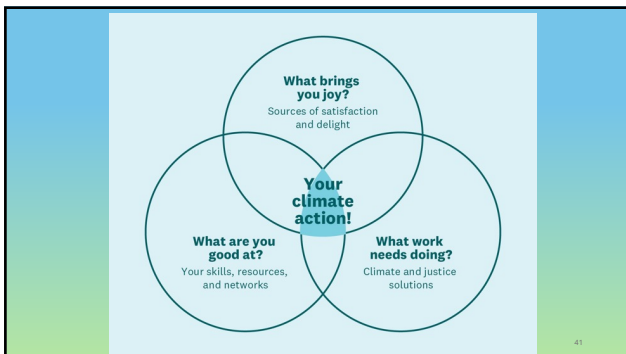 What brings
you joy?
Sources of satisfaction
and delight
Your
climate
action!
What are you
good at?
Your skills, resources,
and networks
What work
needs doing?
Climate and justice
solutions
41